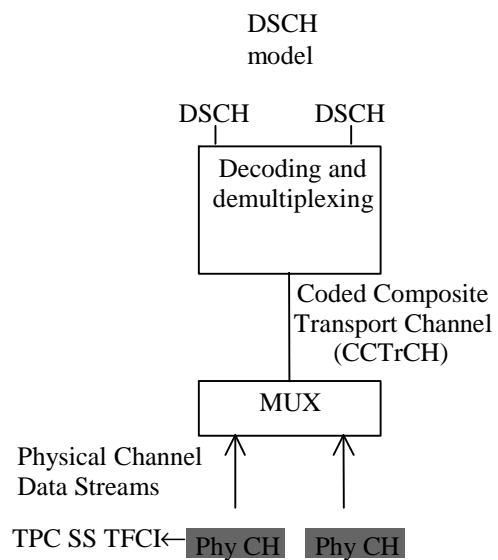 DSCH
model
DSCH DSCH
Decoding and
demultiplexing
Coded Composite
Transport Channel
(CCTrCH)
MUX
Physical Channel
Data Streams
TPC SS TFCI← Phy CH Phy CH